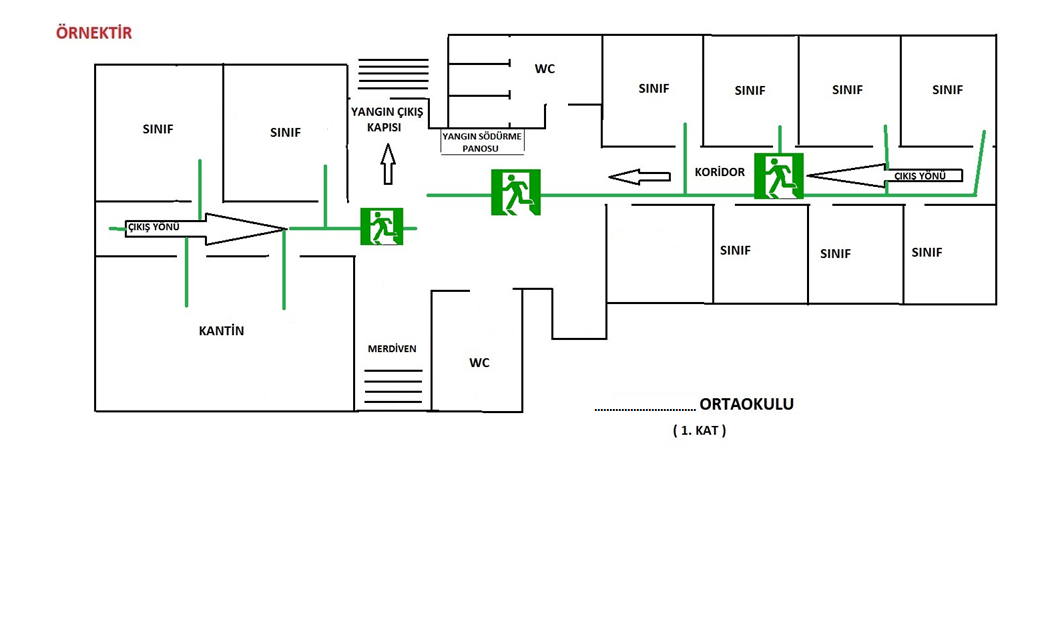 ÖRNEKTİR
WC
SINIF
SINIF
SINIF
SINIF
SINIF
SINIF
YANGIN ÇIKIŞ
KAPISI
YANGIN SÖDÜRME
PANOSU
KORİDOR
ÇIKIŞ YÖNÜ
ÇIKIŞ YÖNÜ
SINIF
SINIF
SINIF
KANTİN
MERDİVEN
WC
................................. ORTAOKULU
( 1. KAT )